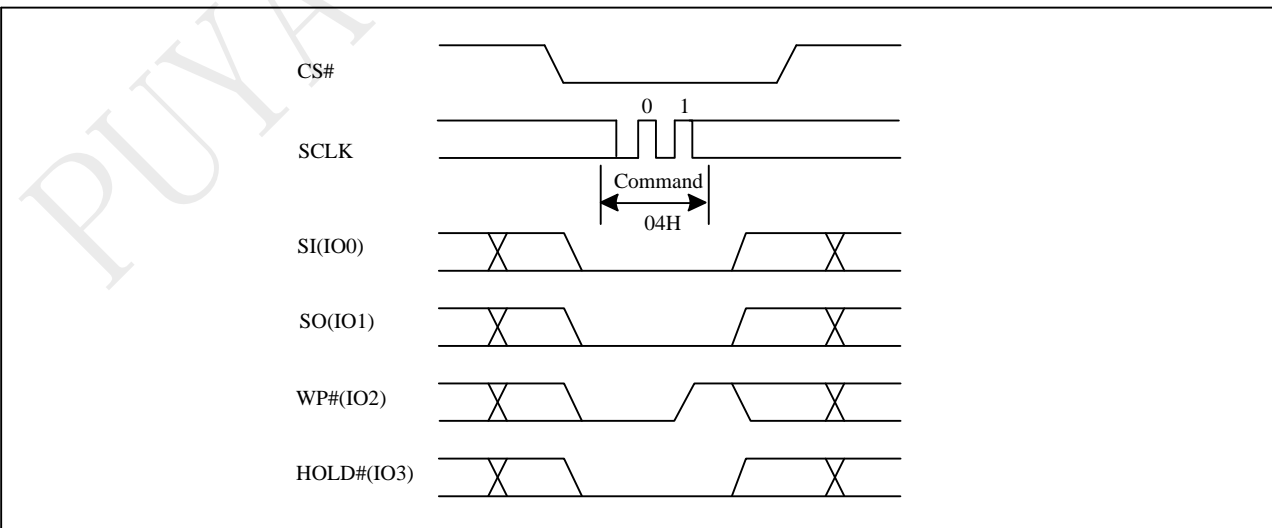 PUYA
CS#
0 1
SCLK
Command
04H
SI(IO0)
SO(IO1)
WP#(IO2)
HOLD#(IO3)